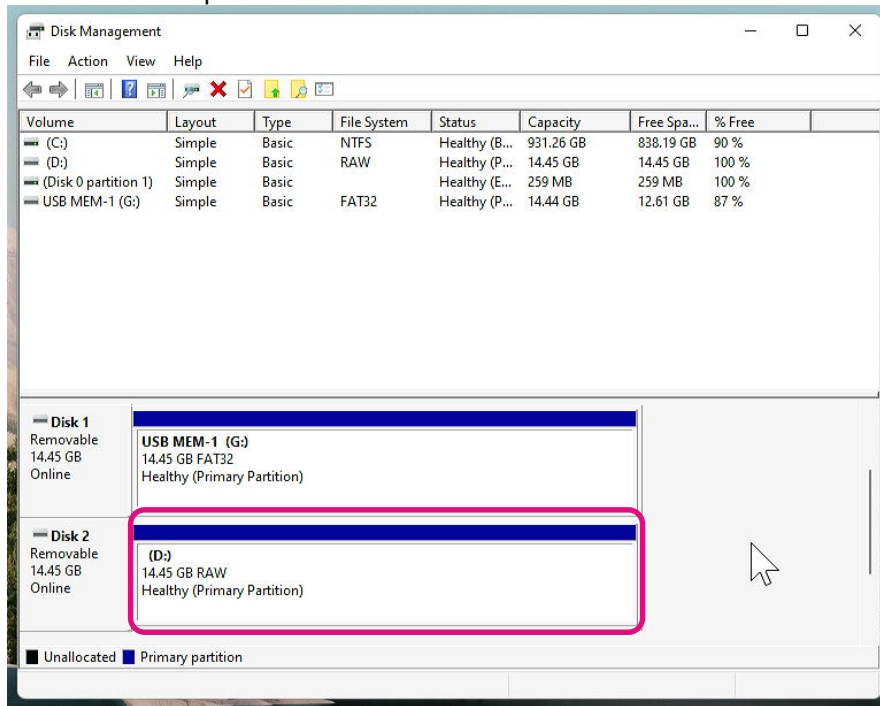 Disk Management
File Action View Help
Volume Layout Type File System Status Capacity Free Spa... % Free
(C:) Simple Basic NTFS Healthy (B... 931.26 GB 838.19 GB 90 %
(D:) Simple Basic RAW Healthy (P... 14.45 GB 14.45 GB 100 %
(Disk 0 partition 1) Simple Basic Healthy (E... 259 MB 259 MB 100 %
USB MEM-1 (G:) Simple Basic FAT32 Healthy (P... 14.44 GB 12.61 GB 87 %
Disk 1
Removable
14.45 GB
Online
USB MEM-1 (G:)
14.45 GB FAT32
Healthy (Primary Partition)
Disk 2
Removable
14.45 GB
Online
(D:)
14.45 GB RAW
Healthy (Primary Partition)
Unallocated Primary partition